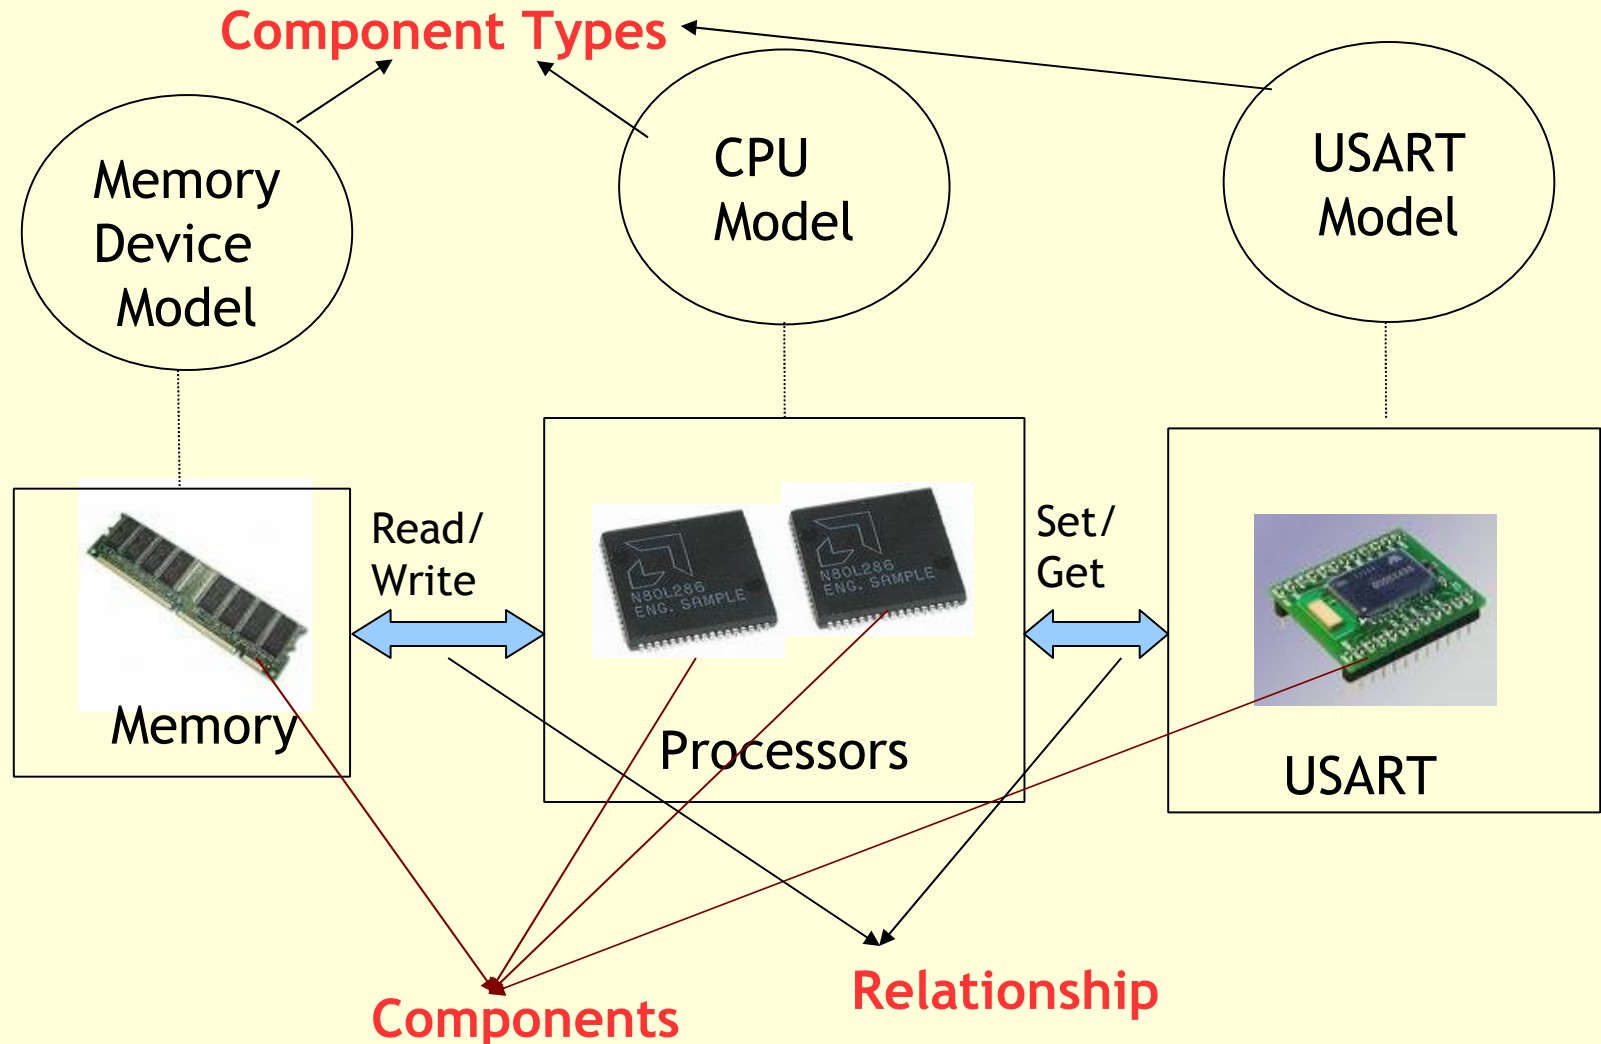 Component Types
Memory
Device
Model
CPU
Model
USART
Model
Read/
Write
Set/
Get
N80L286
ENG. SAMPLE
N80L286
ENG. SAMPLE
Memory
Processors
USART
Relationship
Components